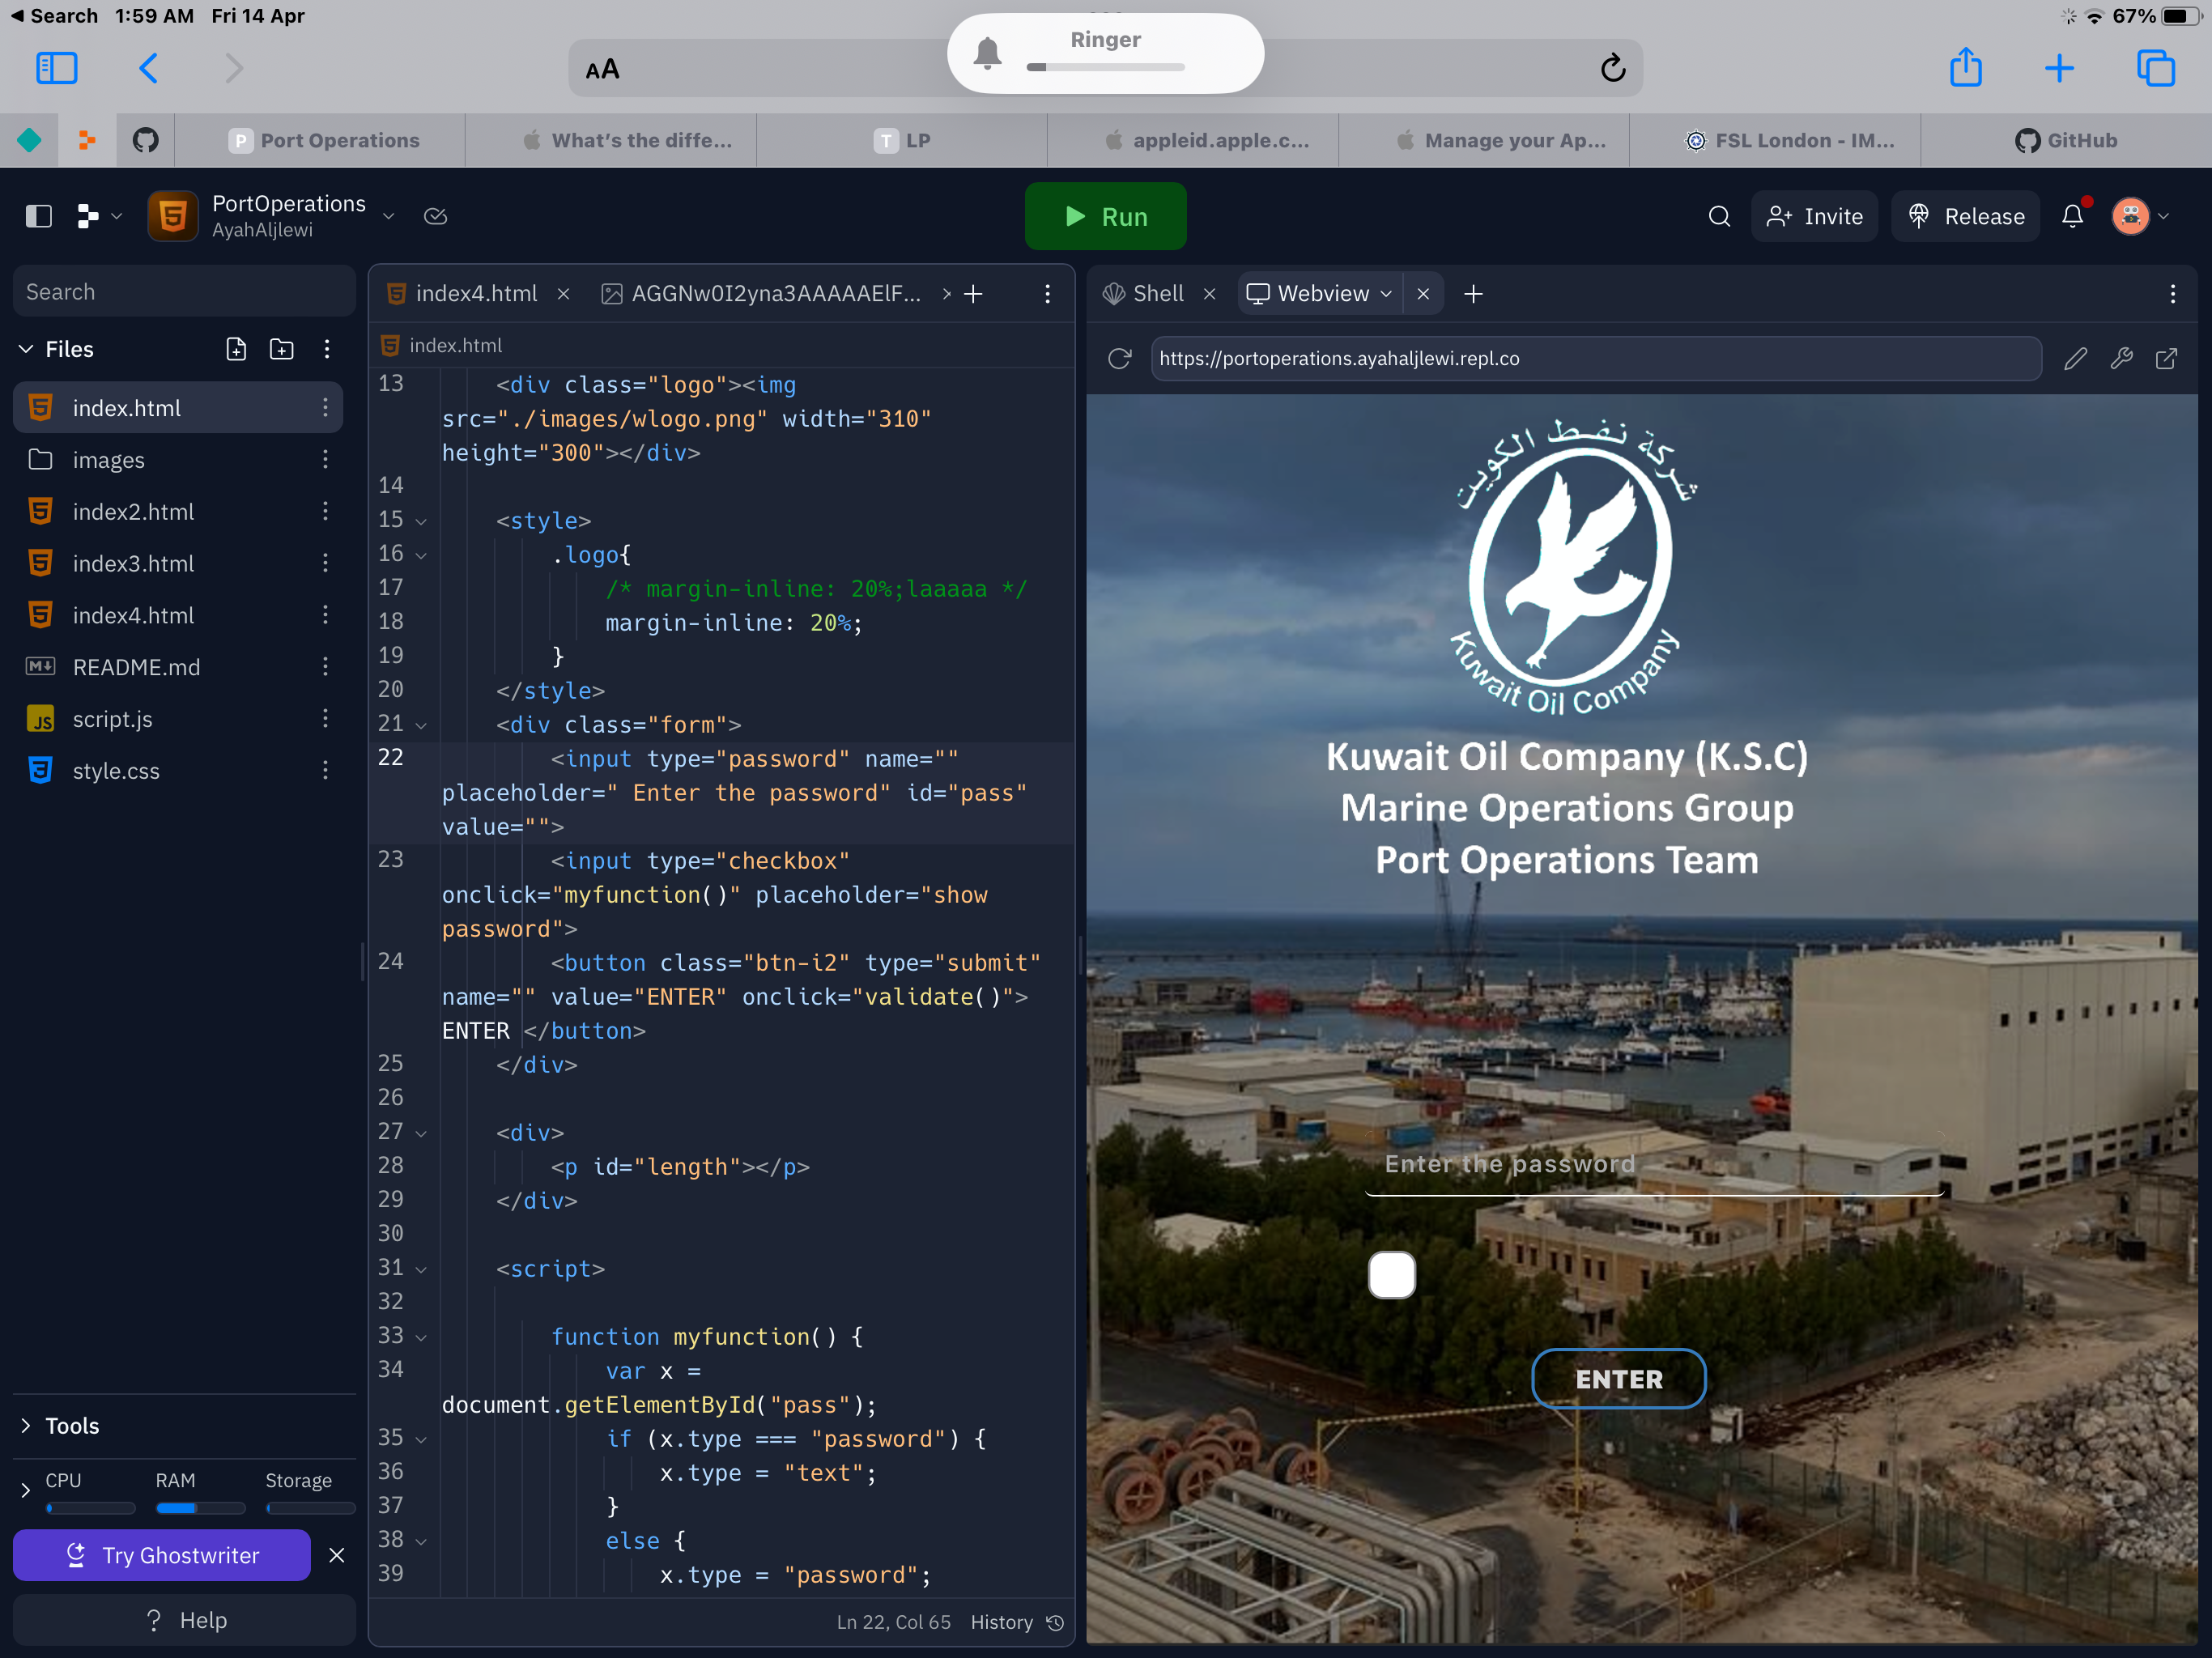 Search 1:59 AM Fri 14 Apr
67%
AA
Ringer
P Port Operations
What's the diffe...
T LP
appleid.apple.c...
Manage your Ap...
FSL London - IM...
GitHub
PortOperations
AyahAljlewi
Run
Invite
Release
Search
Files
index.html
images
index2.html
index3.html
index4.html
README.md
script.js
style.css
Tools
CPU RAM Storage
Try Ghostwriter
? Help
index4.html
AGGNw0I2yna3AAAAAElF...
index.html
13 <div class="logo"><img
src="./images/wlogo.png" width="310"
height="300"></div>
14
15 <style>
16 .logo{
17 /* margin-inline: 20%;laaaaa */
18 margin-inline: 20%;
19 }
20 </style>
21 <div class="form">
22 <input type="password" name=""
placeholder=" Enter the password" id="pass"
value="">
23 <input type="checkbox"
onclick="myfunction()" placeholder="show
password">
24 <button class="btn-i2" type="submit"
name="" value="ENTER" onclick="validate()">
ENTER </button>
25 </div>
26
27 <div>
28 <p id="length"></p>
29 </div>
30
31 <script>
32
33 function myfunction() {
34 var x =
document.getElementById("pass");
35 if (x.type === "password") {
36 x.type = "text";
37 }
38 else {
39 x.type = "password";
Ln 22, Col 65 History
Shell
Webview
https://portoperations.ayahaljlewi.repl.co
شركة نفط الكويت
Kuwait Oil Company
Kuwait Oil Company (K.S.C)
Marine Operations Group
Port Operations Team
Enter the password
ENTER